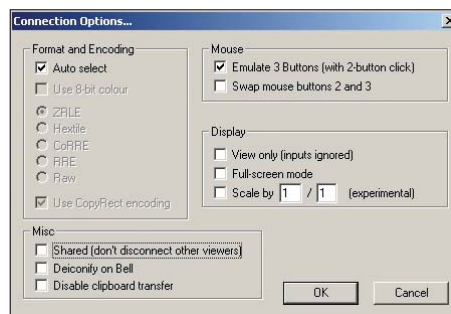 Connection Options...
Format and Encoding
Auto select
Use 8-bit colour
ZRLE
Hextile
CoRRE
RRE
Raw
Use CopyRect encoding
Mouse
Emulate 3 Buttons (with 2-button click)
Swap mouse buttons 2 and 3
Display
View only (inputs ignored)
Full-screen mode
Scale by 1 / 1 (experimental)
Misc
Shared (don't disconnect other viewers)
Deiconify on Bell
Disable clipboard transfer
OK
Cancel